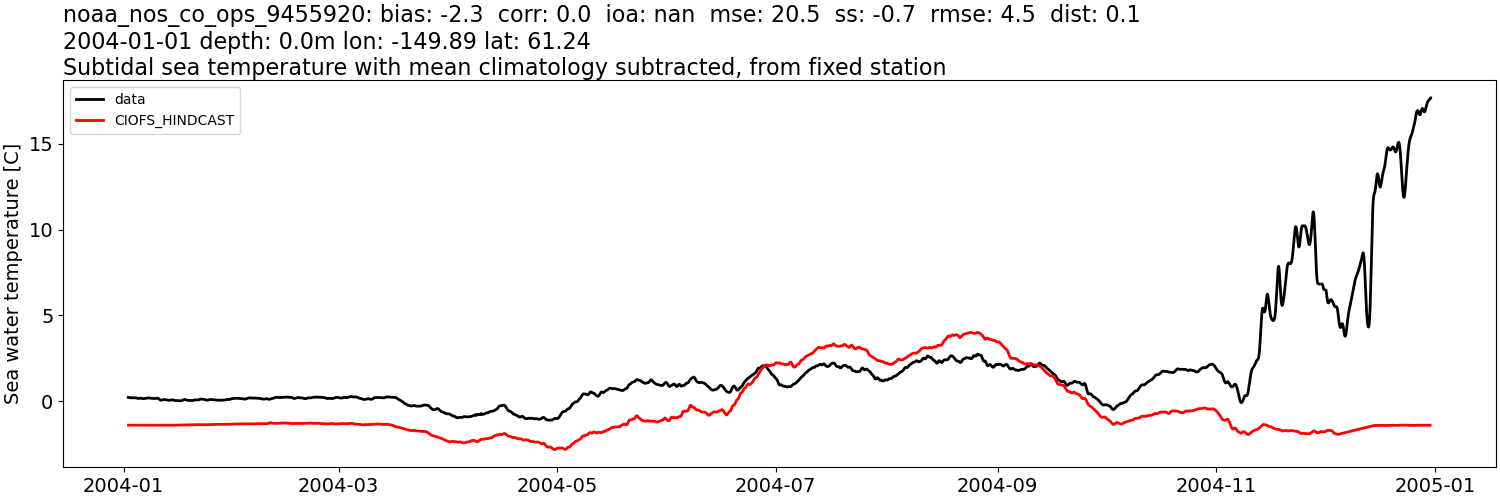 noaa_nos_co_ops_9455920: bias: -2.3  corr: 0.0  ioa: nan  mse: 20.5  ss: -0.7  rmse: 4.5  dist: 0.1
2004-01-01 depth: 0.0m lon: -149.89 lat: 61.24
Subtidal sea temperature with mean climatology subtracted, from fixed station
data
CIOFS_HINDCAST
Sea water temperature [C]
15
10
5
0
2004-01
2004-03
2004-05
2004-07
2004-09
2004-11
2005-01